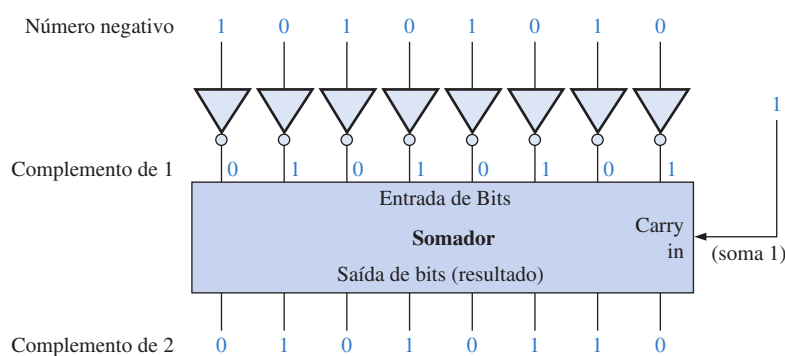 Número negativo 1 0 1 0 1 0 1 0
1
Complemento de 1 0 1 0 1 0 1 0 1
Entrada de Bits
Somador
Carry
in
(soma 1)
Saída de bits (resultado)
Complemento de 2 0 1 0 1 0 1 1 0